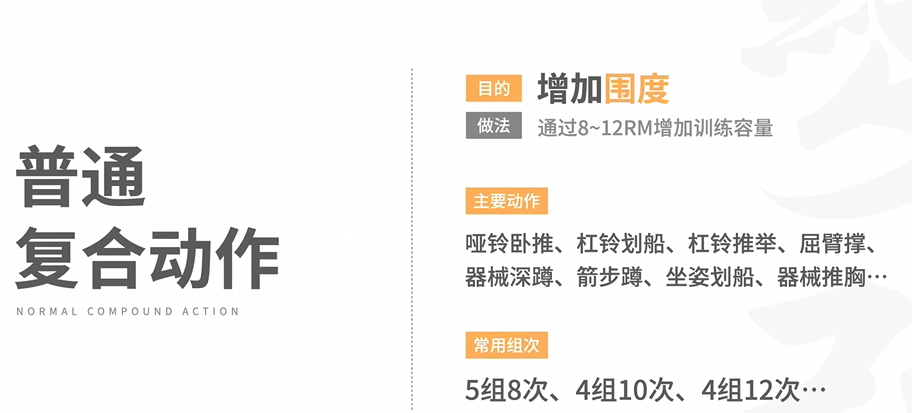 普通
复合动作
NORMAL COMPOUND ACTION
目的 增加围度
做法 通过8~12RM增加训练容量
主要动作
哑铃卧推、杠铃划船、杠铃推举、屈臂撑、
器械深蹲、箭步蹲、坐姿划船、器械推胸…
常用组次
5组8次、4组10次、4组12次…